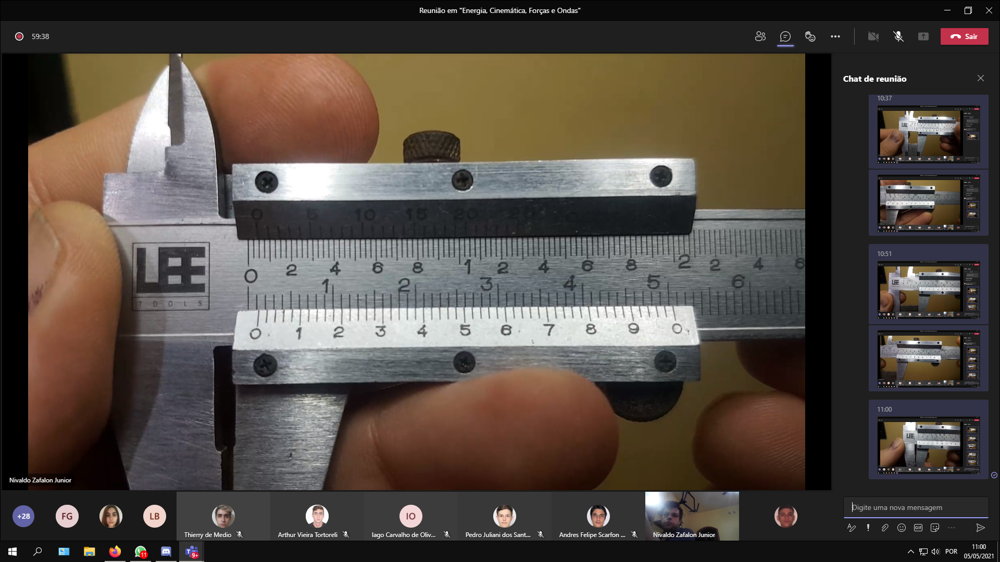 Reunião em "Energia, Cinemática, Forças e Ondas"
59:38
Sair
Chat de reunião
10:37
10:51
11:00
0 5 10 15 20
0 2 4 6 8 1 2 4 6 8 2 2 4 6
1 2 3 4 5 6
LEE
TOOLS
0 1 2 3 4 5 6 7 8 9 0
Nivaldo Zafalon Junior
Digite uma nova mensagem
+28
FG
LB
IO
Thierry de Medio
Arthur Vieira Tortoreli
Iago Carvalho de Oliv...
Pedro Juliani dos Sant...
Andres Felipe Scarfon ...
Nivaldo Zafalon Junior
GIF
11
9+
POR
11:00
05/05/2021